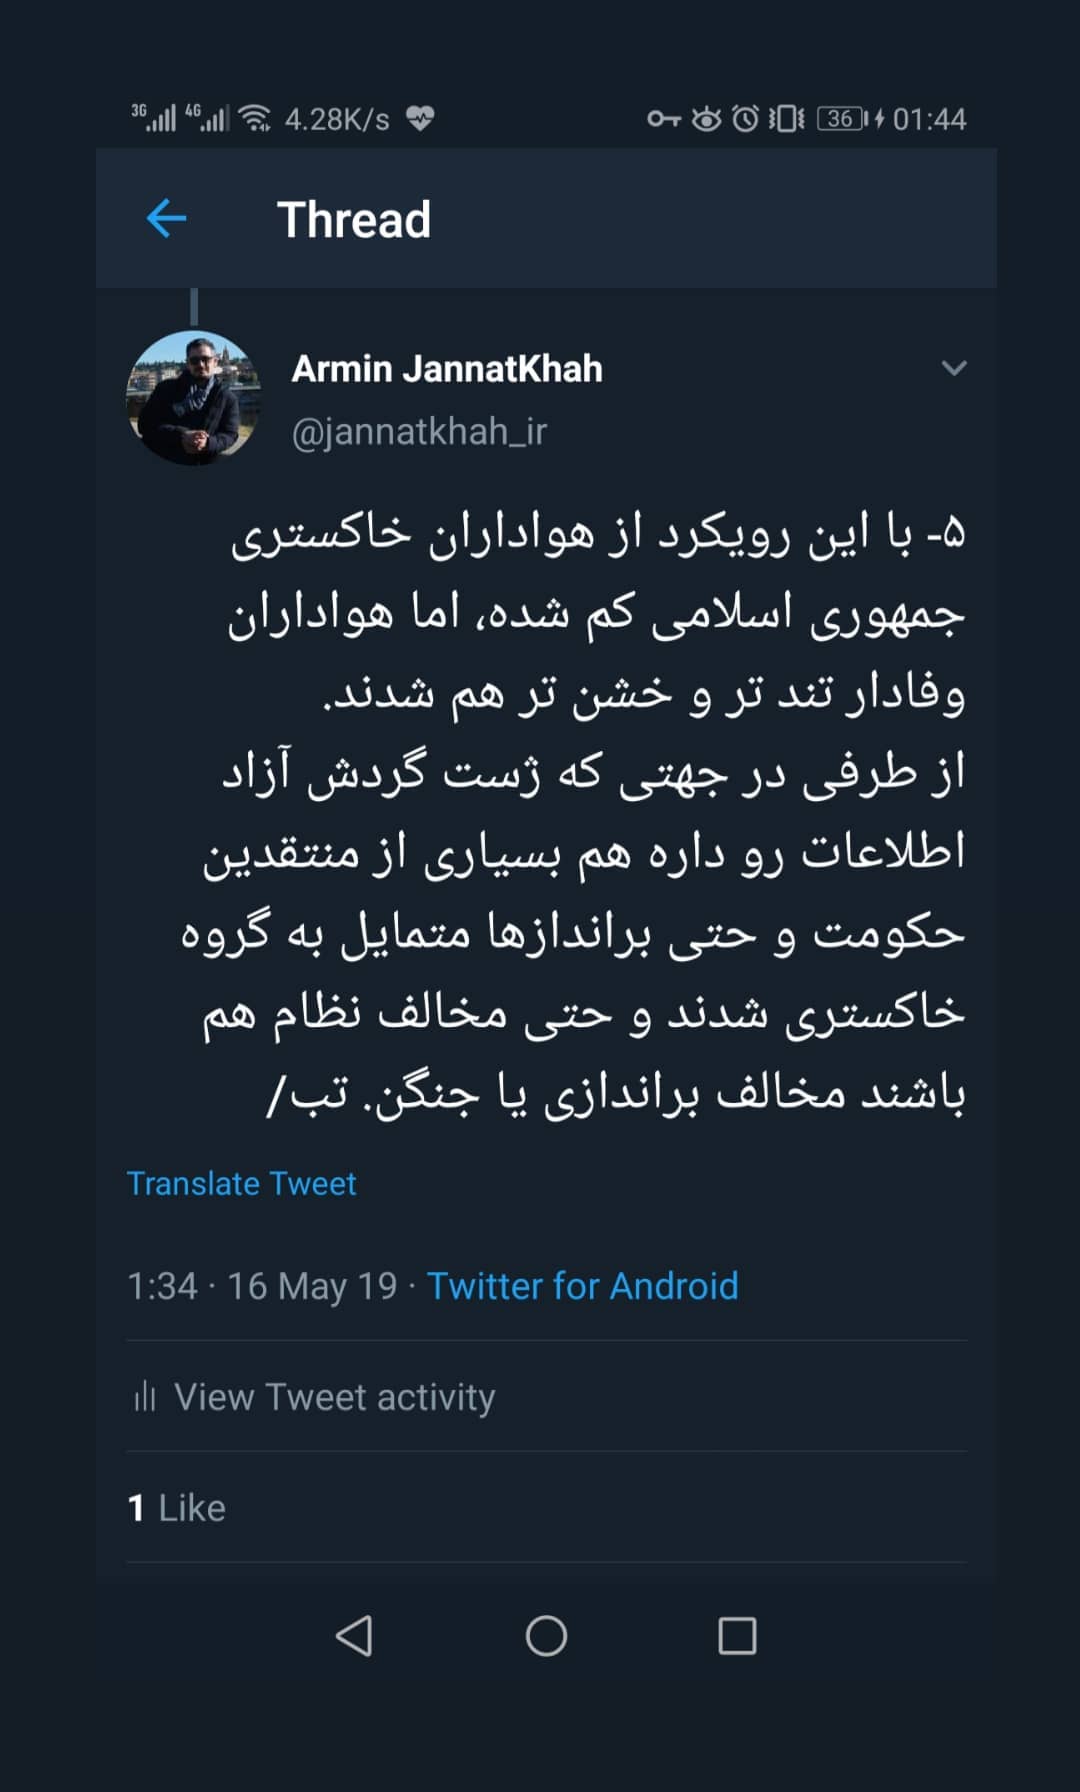 3G 4G 4.28K/s 36 01:44
Thread
Armin JannatKhah
@jannatkhah_ir
۵- با این رویکرد از هواداران خاکستری
جمهوری اسلامی کم شده، اما هواداران
وفادار تند تر و خشن تر هم شدند.
از طرفی در جهتی که ژست گردش آزاد
اطلاعات رو داره هم بسیاری از منتقدین
حکومت و حتی براندازها متمایل به گروه
خاکستری شدند و حتی مخالف نظام هم
باشند مخالف براندازی یا جنگن. تب/
Translate Tweet
1:34 · 16 May 19 · Twitter for Android
View Tweet activity
1 Like